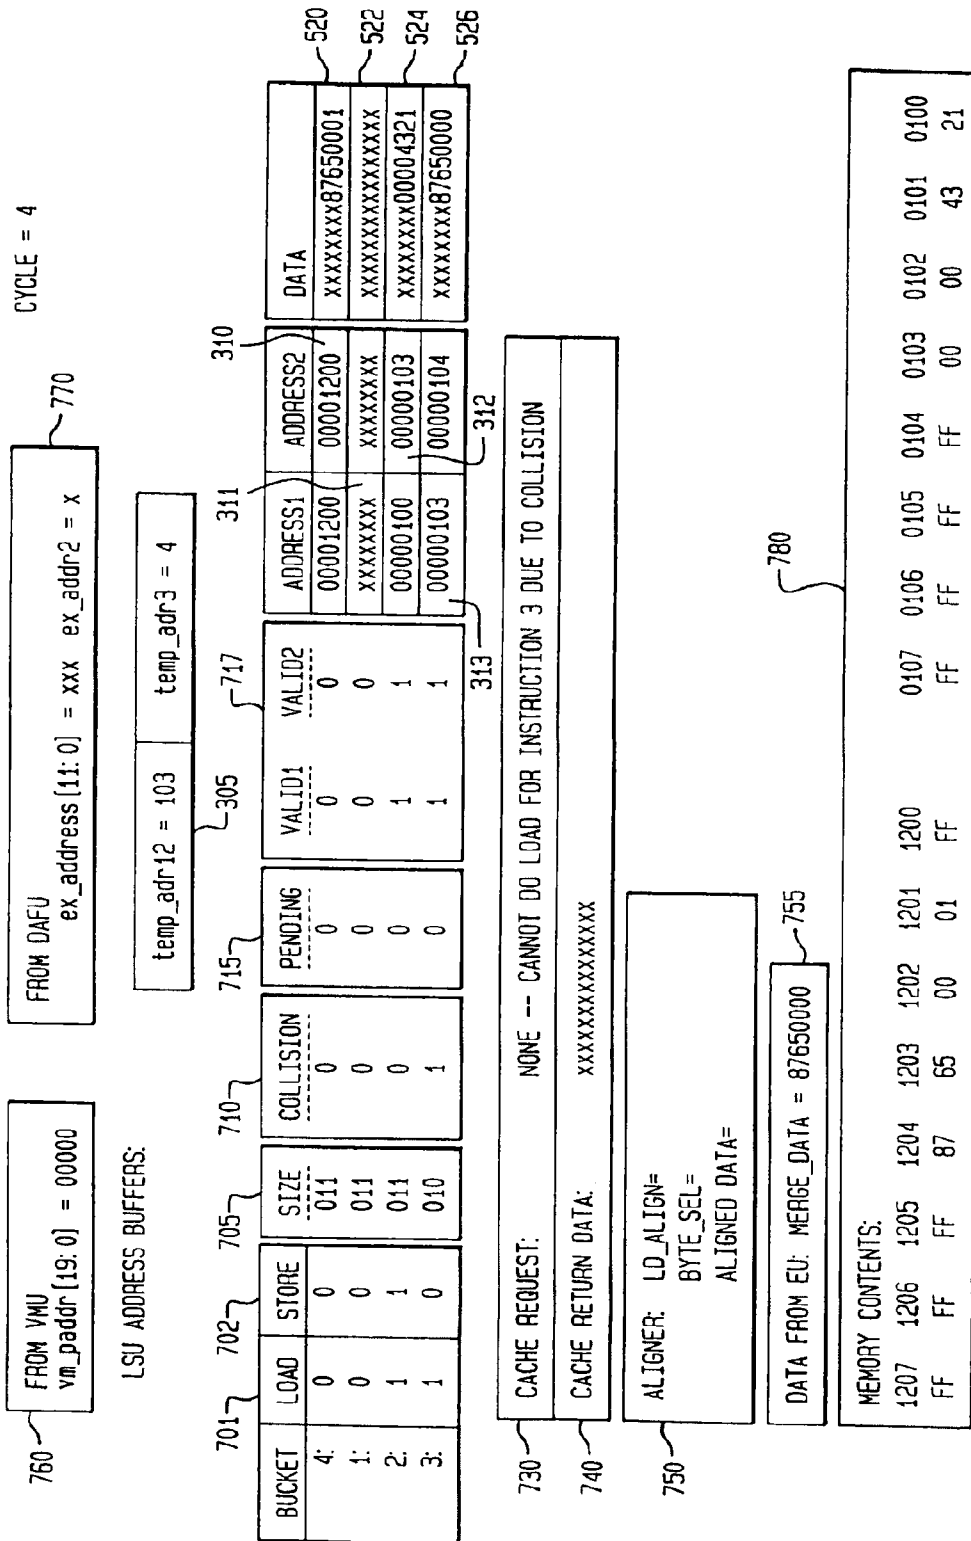 CYCLE = 4
FROM VMU
vm_paddr[19:0] = 00000
760
FROM DAFU
ex_address[11:0] = xxx ex_addr2 = x
770
LSU ADDRESS BUFFERS:
temp_adr12 = 103 temp_adr3 = 4
305
701 702 705 710 715 717 311 310
BUCKET LOAD STORE SIZE COLLISION PENDING VALID1 VALID2 ADDRESS1 ADDRESS2 DATA
4: 0 0 011 0 0 0 0 00001200 00001200 XXXXXXXX87650001 520
1: 0 0 011 0 0 0 0 XXXXXXXX XXXXXXXX XXXXXXXXXXXXXXXX 522
2: 1 1 011 0 0 1 1 00000100 00000103 XXXXXXXX00004321 524
3: 1 0 010 1 0 1 1 00000103 00000104 XXXXXXXX87650000 526
313 312
730 CACHE REQUEST: NONE -- CANNOT DO LOAD FOR INSTRUCTION 3 DUE TO COLLISION
740 CACHE RETURN DATA: XXXXXXXXXXXXXXX
750 ALIGNER: LD_ALIGN=
BYTE_SEL=
ALIGNED DATA=
DATA FROM EU: MERGE_DATA = 87650000 755
780
MEMORY CONTENTS:
1207 1206 1205 1204 1203 1202 1201 1200 0107 0106 0105 0104 0103 0102 0101 0100
FF FF FF 87 65 00 01 FF FF FF FF FF 00 00 43 21